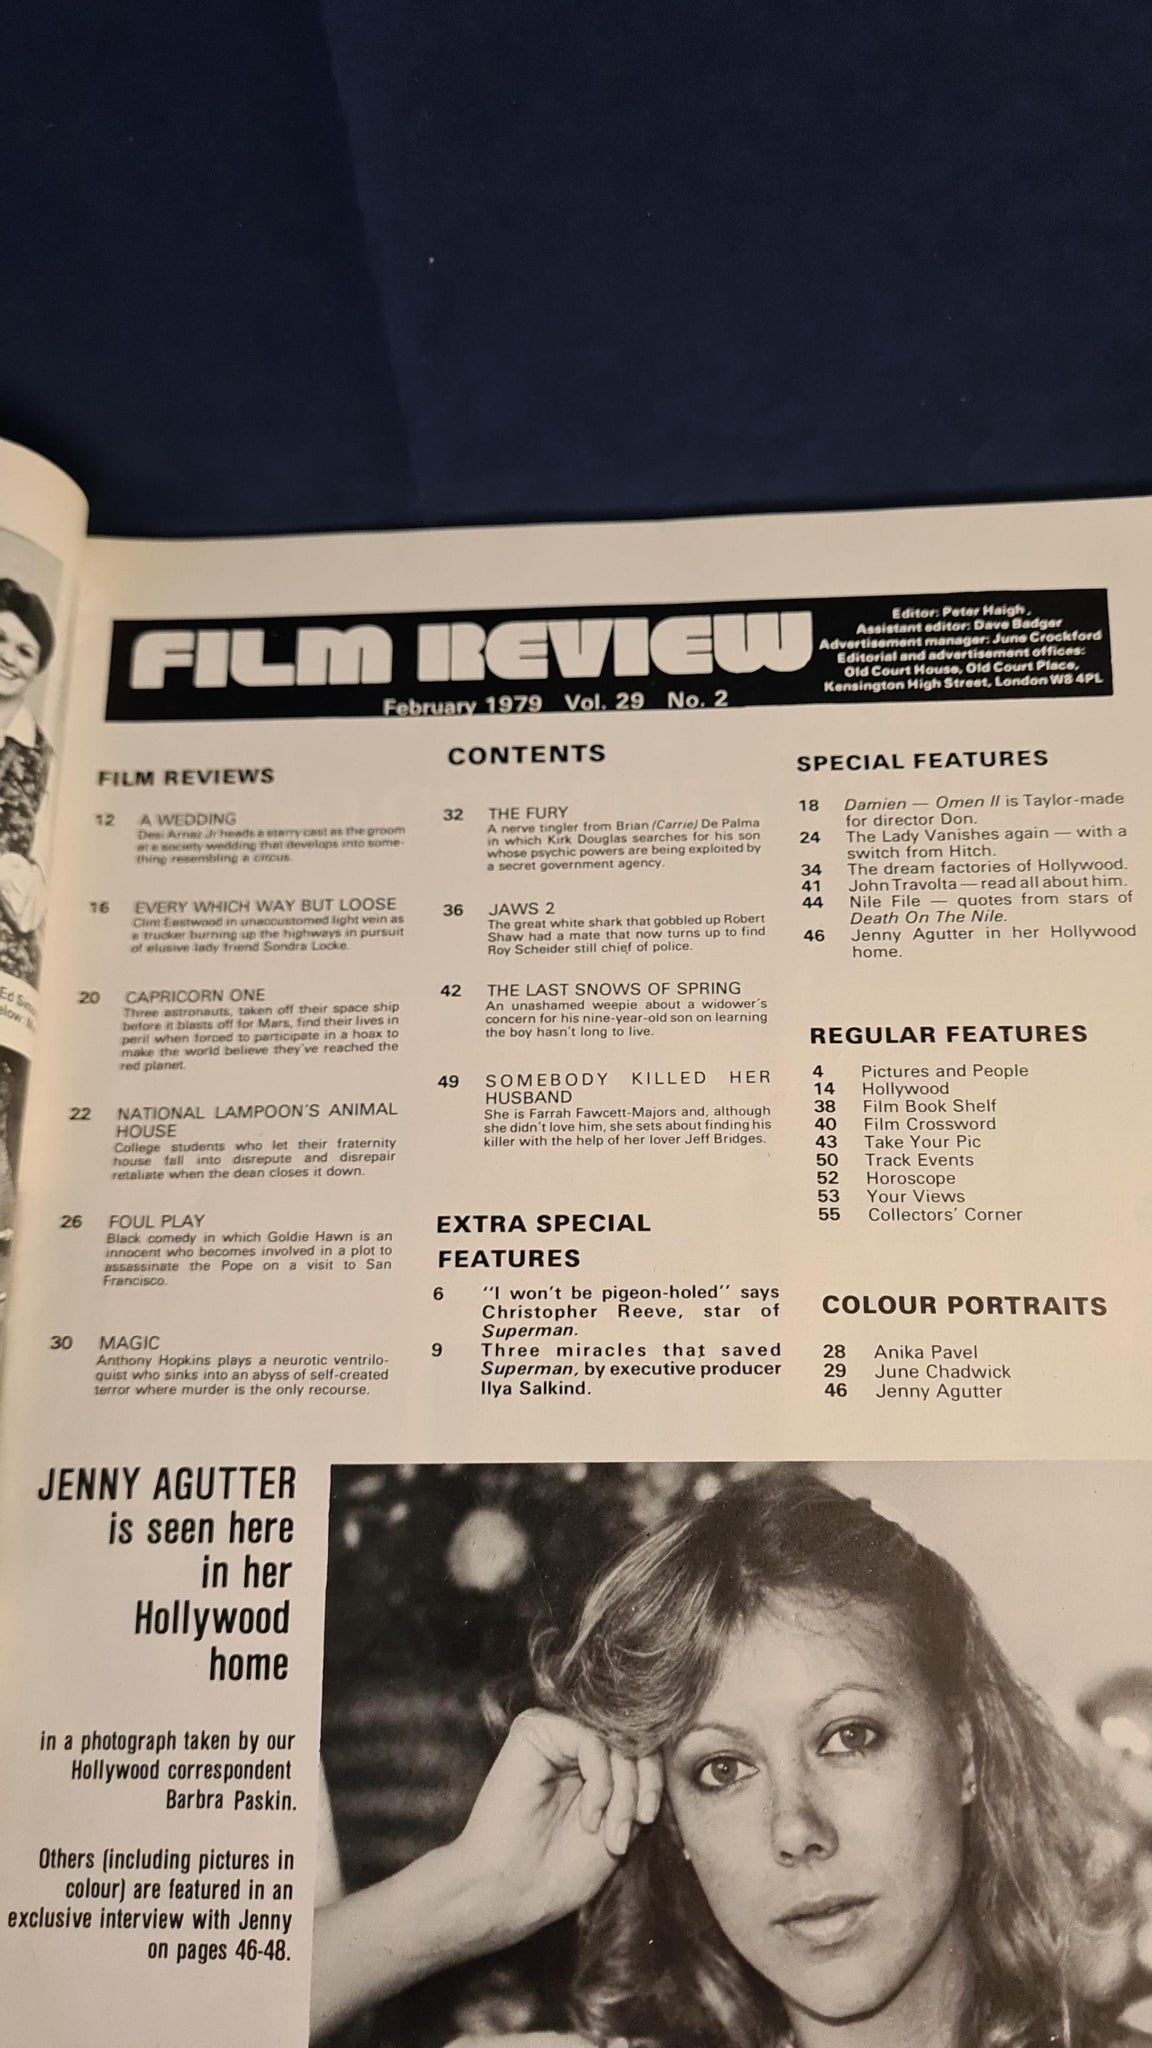 FILM REVIEW
February 1979 Vol. 29 No. 2
Editor: Peter Haigh.
Assistant editor: Dave Badger
Advertisement manager: June Crockford
Editorial and advertisement offices:
Old Court House, Old Court Place,
Kensington High Street, London W8 4PL
CONTENTS
FILM REVIEWS
12 A WEDDING
Desi Arnaz Jr heads a starry cast as the groom
at a society wedding that develops into some-
thing resembling a circus.
16 EVERY WHICH WAY BUT LOOSE
Clint Eastwood in unaccustomed light vein as
a trucker burning up the highways in pursuit
of elusive lady friend Sondra Locke.
20 CAPRICORN ONE
Three astronauts, taken off their space ship
before it blasts off for Mars, find their lives in
peril when forced to participate in a hoax to
make the world believe they've reached the
red planet.
22 NATIONAL LAMPOON'S ANIMAL
HOUSE
College students who let their fraternity
house fall into disrepute and disrepair
retaliate when the dean closes it down.
26 FOUL PLAY
Black comedy in which Goldie Hawn is an
innocent who becomes involved in a plot to
assassinate the Pope on a visit to San
Francisco.
30 MAGIC
Anthony Hopkins plays a neurotic ventrilo-
quist who sinks into an abyss of self-created
terror where murder is the only recourse.
32 THE FURY
A nerve tingler from Brian (Carrie) De Palma
in which Kirk Douglas searches for his son
whose psychic powers are being exploited by
a secret government agency.
36 JAWS 2
The great white shark that gobbled up Robert
Shaw had a mate that now turns up to find
Roy Scheider still chief of police.
42 THE LAST SNOWS OF SPRING
An unashamed weepie about a widower's
concern for his nine-year-old son on learning
the boy hasn't long to live.
49 SOMEBODY KILLED HER
HUSBAND
She is Farrah Fawcett-Majors and, although
she didn't love him, she sets about finding his
killer with the help of her lover Jeff Bridges.
EXTRA SPECIAL
FEATURES
6 "I won't be pigeon-holed" says
Christopher Reeve, star of
Superman.
9 Three miracles that saved
Superman, by executive producer
Ilya Salkind.
SPECIAL FEATURES
18 Damien — Omen II is Taylor-made
for director Don.
24 The Lady Vanishes again — with a
switch from Hitch.
34 The dream factories of Hollywood.
41 John Travolta — read all about him.
44 Nile File — quotes from stars of
Death On The Nile.
46 Jenny Agutter in her Hollywood
home.
REGULAR FEATURES
4 Pictures and People
14 Hollywood
38 Film Book Shelf
40 Film Crossword
43 Take Your Pic
50 Track Events
52 Horoscope
53 Your Views
55 Collectors' Corner
COLOUR PORTRAITS
28 Anika Pavel
29 June Chadwick
46 Jenny Agutter
JENNY AGUTTER
is seen here
in her
Hollywood
home
in a photograph taken by our
Hollywood correspondent
Barbra Paskin.
Others (including pictures in
colour) are featured in an
exclusive interview with Jenny
on pages 46-48.